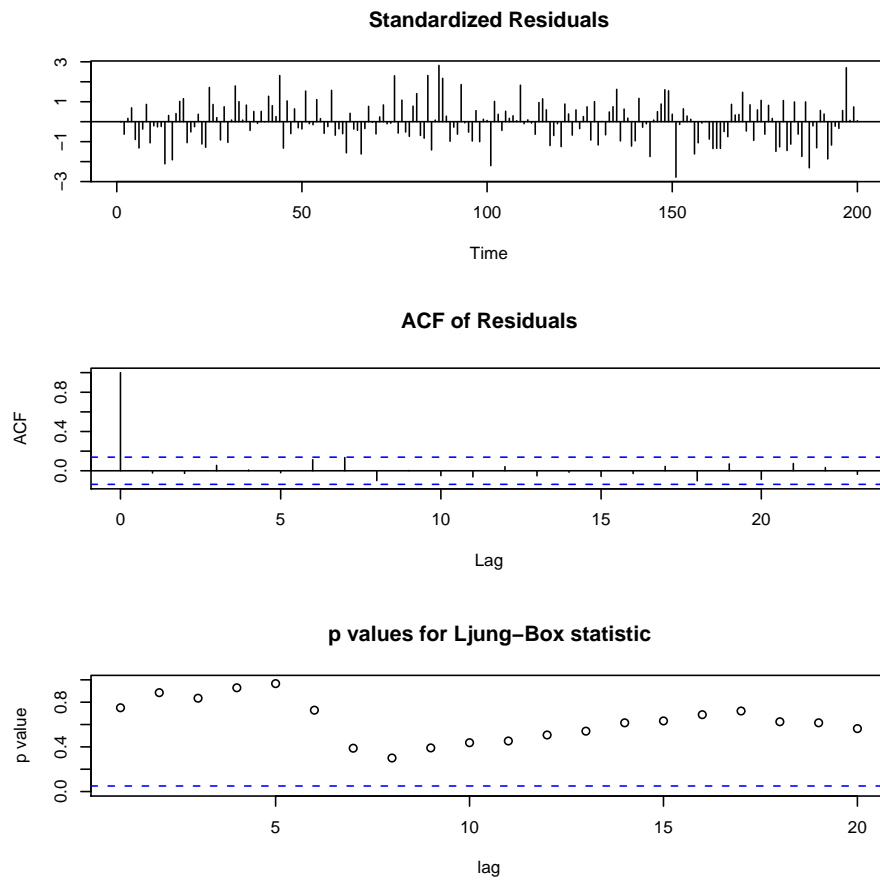 Standardized Residuals
3
1
−1
−3
0 50 100 150 200
Time
ACF of Residuals
ACF
0.8
0.4
0.0
0 5 10 15 20
Lag
p values for Ljung−Box statistic
p value
0.8
0.4
0.0
5 10 15 20
lag